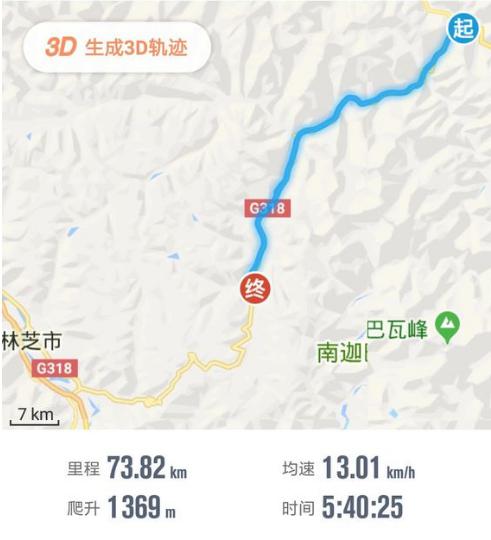 3D 生成3D轨迹
起
G318
终
巴瓦峰
南迦
林芝市
G318
7 km
里程 73.82 km
均速 13.01 km/h
爬升 1369 m
时间 5:40:25